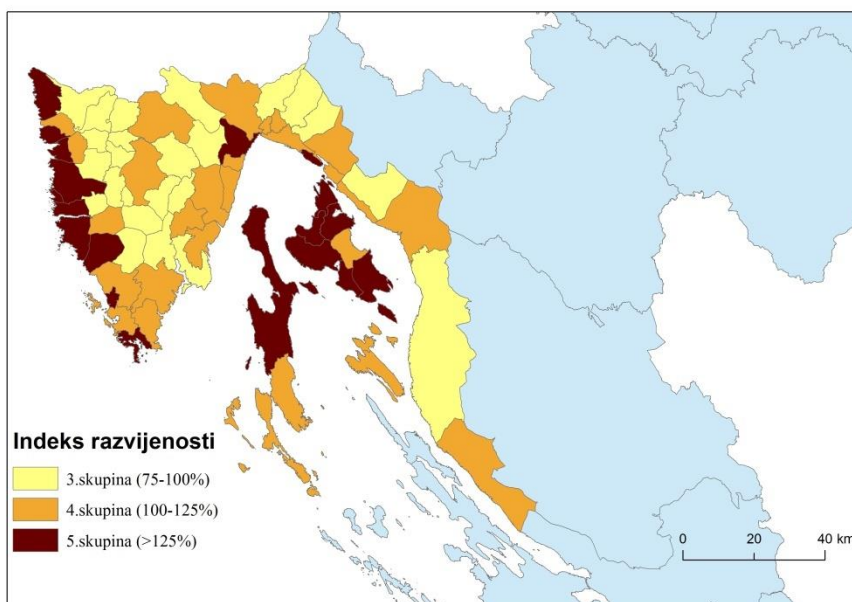 Indeks razvijenosti
3.skupina (75-100%)
4.skupina (100-125%)
5.skupina (>125%)
0 20 40 km